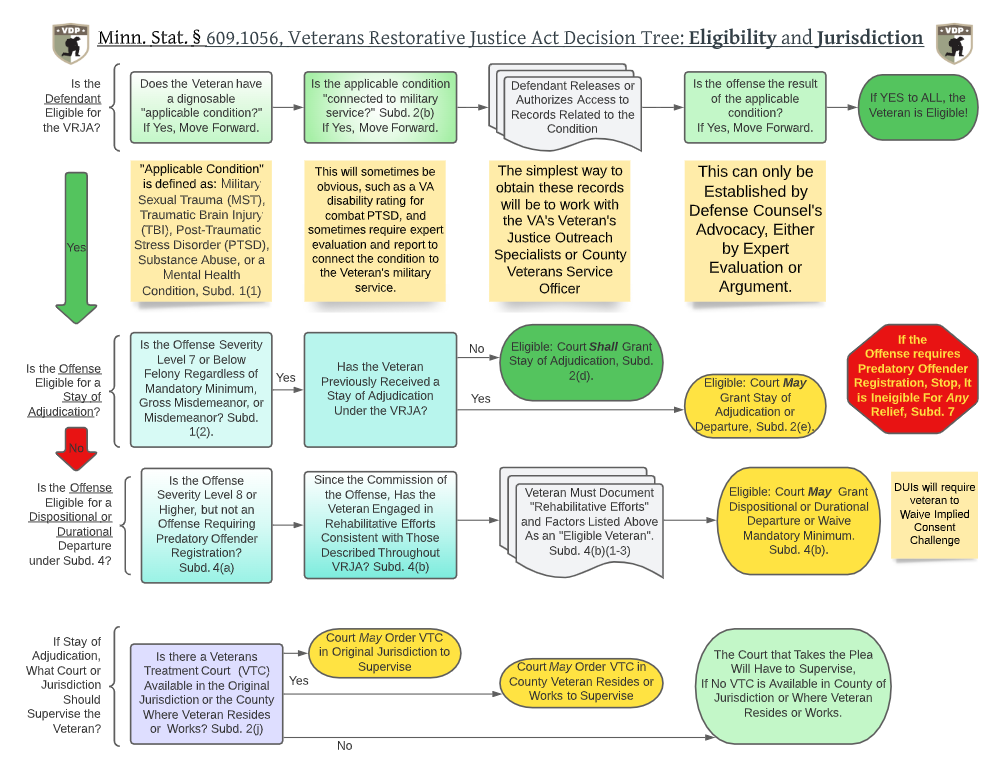 VDP
Minn. Stat. § 609.1056, Veterans Restorative Justice Act Decision Tree: Eligibility and Jurisdiction
VDP
Is the
Defendant
Eligible for
the VRJA?
Does the Veteran have
a dignosable
"applicable condition?"
If Yes, Move Forward.
Is the applicable condition
"connected to military
service?" Subd. 2(b)
If Yes, Move Forward.
Defendant Releases or
Authorizes Access to
Records Related to the
Condition
Is the offense the result
of the applicable
condition?
If Yes, Move Forward.
If YES to ALL, the
Veteran is Eligible!
Yes
"Applicable Condition"
is defined as: Military
Sexual Trauma (MST),
Traumatic Brain Injury
(TBI), Post-Traumatic
Stress Disorder (PTSD),
Substance Abuse, or a
Mental Health
Condition, Subd. 1(1)
This will sometimes be
obvious, such as a VA
disability rating for
combat PTSD, and
sometimes require expert
evaluation and report to
connect the condition to
the Veteran's military
service.
The simplest way to
obtain these records
will be to work with
the VA's Veteran's
Justice Outreach
Specialists or County
Veterans Service
Officer
This can only be
Established by
Defense Counsel's
Advocacy, Either
by Expert
Evaluation or
Argument.
Is the Offense
Eligible for a
Stay of
Adjudication?
Is the Offense Severity
Level 7 or Below
Felony Regardless of
Mandatory Minimum,
Gross Misdemeanor, or
Misdemeanor? Subd.
1(2).
Yes
Has the Veteran
Previously Received a
Stay of Adjudication
Under the VRJA?
No
Eligible: Court Shall Grant
Stay of Adjudication, Subd.
2(d).
Yes
Eligible: Court May
Grant Stay of
Adjudication or
Departure, Subd. 2(e).
If the
Offense requires
Predatory Offender
Registration, Stop, It
is Ineigible For Any
Relief, Subd. 7
No
Is the Offense
Eligible for a
Dispositional or
Durational
Departure
under Subd. 4?
Is the Offense
Severity Level 8 or
Higher, but not an
Offense Requiring
Predatory Offender
Registration?
Subd. 4(a)
Since the Commission of
the Offense, Has the
Veteran Engaged in
Rehabilitative Efforts
Consistent with Those
Described Throughout
VRJA? Subd. 4(b)
Veteran Must Document
"Rehabilitative Efforts"
and Factors Listed Above
As an "Eligible Veteran".
Subd. 4(b)(1-3)
Eligible: Court May Grant
Dispositional or Durational
Departure or Waive
Mandatory Minimum.
Subd. 4(b).
DUIs will require
veteran to
Waive Implied
Consent
Challenge
If Stay of
Adjudication,
What Court or
Jurisdiction
Should
Supervise the
Veteran?
Is there a Veterans
Treatment Court (VTC)
Available in the Original
Jurisdiction or the County
Where Veteran Resides
or Works? Subd. 2(j)
Yes
Court May Order VTC
in Original Jurisdiction to
Supervise
Court May Order VTC in
County Veteran Resides or
Works to Supervise
No
The Court that Takes the Plea
Will Have to Supervise,
If No VTC is Available in County of
Jurisdiction or Where Veteran
Resides or Works.